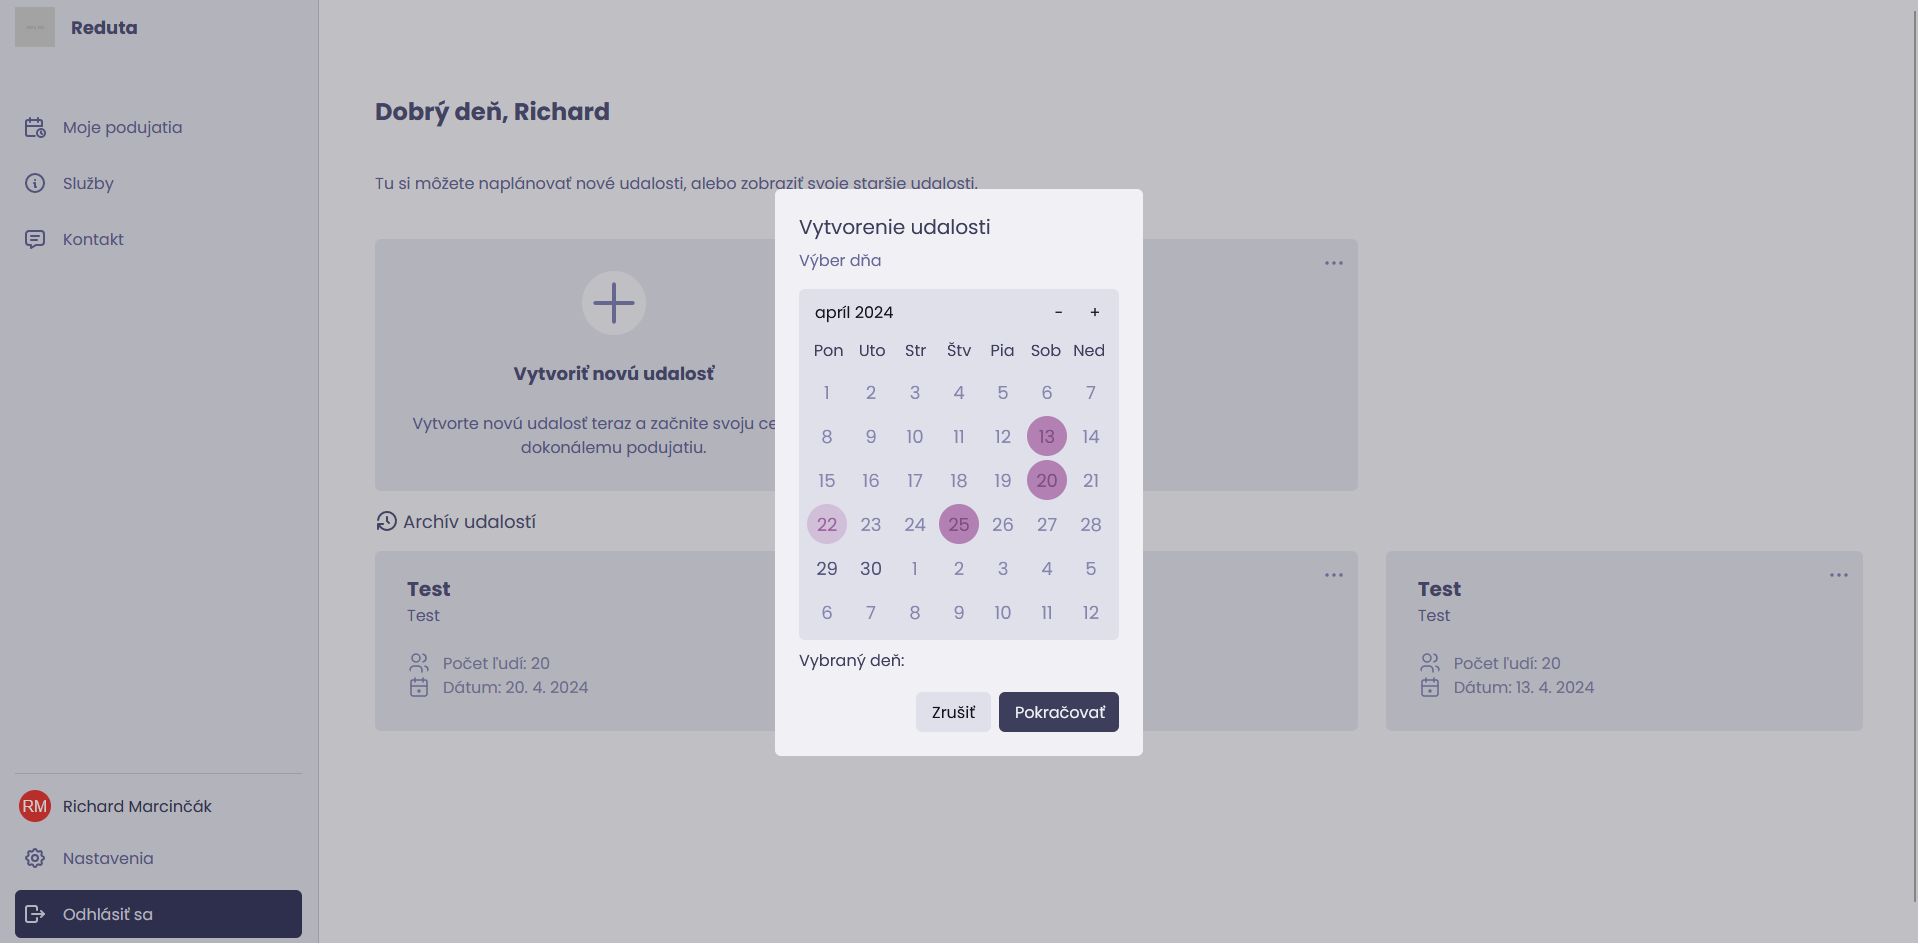 Reduta
Moje podujatia
Služby
Kontakt
Richard Marcinčák
RM
Nastavenia
Odhlásiť sa
Dobrý deň, Richard
Tu si môžete naplánovať nové udalosti, alebo zobraziť svoje staršie udalosti.
Vytvoriť novú udalosť
Vytvorte novú udalosť teraz a začnite svoju ce
dokonálemu podujatiu.
Archív udalostí
Test
Test
Počet ľudí: 20
Dátum: 20. 4. 2024
Test
Test
Počet ľudí: 20
Dátum: 13. 4. 2024
Vytvorenie udalosti
Výber dňa
apríl 2024 - +
Pon Uto Str Štv Pia Sob Ned
1 2 3 4 5 6 7
8 9 10 11 12 13 14
15 16 17 18 19 20 21
22 23 24 25 26 27 28
29 30 1 2 3 4 5
6 7 8 9 10 11 12
Vybraný deň:
Zrušiť Pokračovať